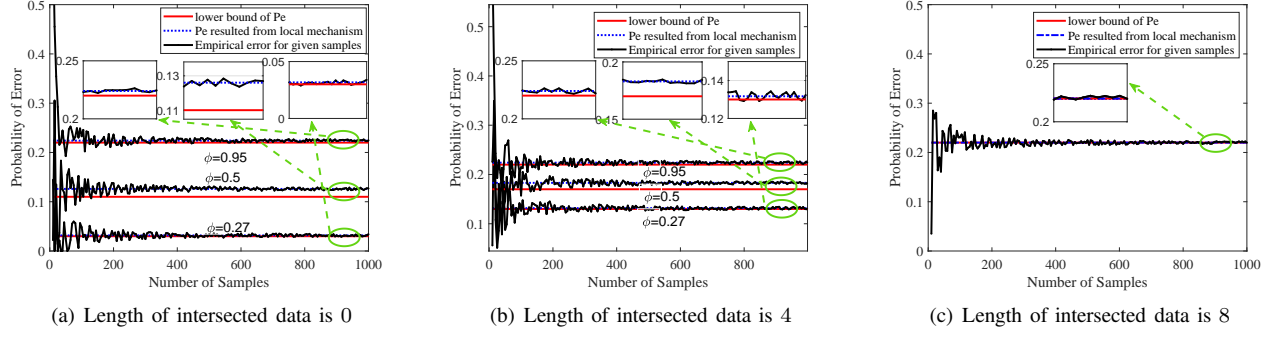 lower bound of Pe
Pe resulted from local mechanism
Empirical error for given samples
0.5
0.4
0.3
0.2
0.1
0
Probability of Error
0.25
0.2
0.13
0.11
0.05
0
ϕ=0.95
ϕ=0.5
ϕ=0.27
0 200 400 600 800 1000
Number of Samples
(a) Length of intersected data is 0
lower bound of Pe
Pe resulted from local mechanism
Empirical error for given samples
0.5
0.4
0.3
0.2
0.1
Probability of Error
0.25
0.2
0.2
0.15
0.14
0.12
ϕ=0.95
ϕ=0.5
ϕ=0.27
0 200 400 600 800
Number of Samples
(b) Length of intersected data is 4
lower bound of Pe
Pe resulted from local mechanism
Empirical error for given samples
0.5
0.4
0.3
0.2
0.1
0
Probability of Error
0.25
0.2
0 200 400 600 800 1000
Number of Samples
(c) Length of intersected data is 8